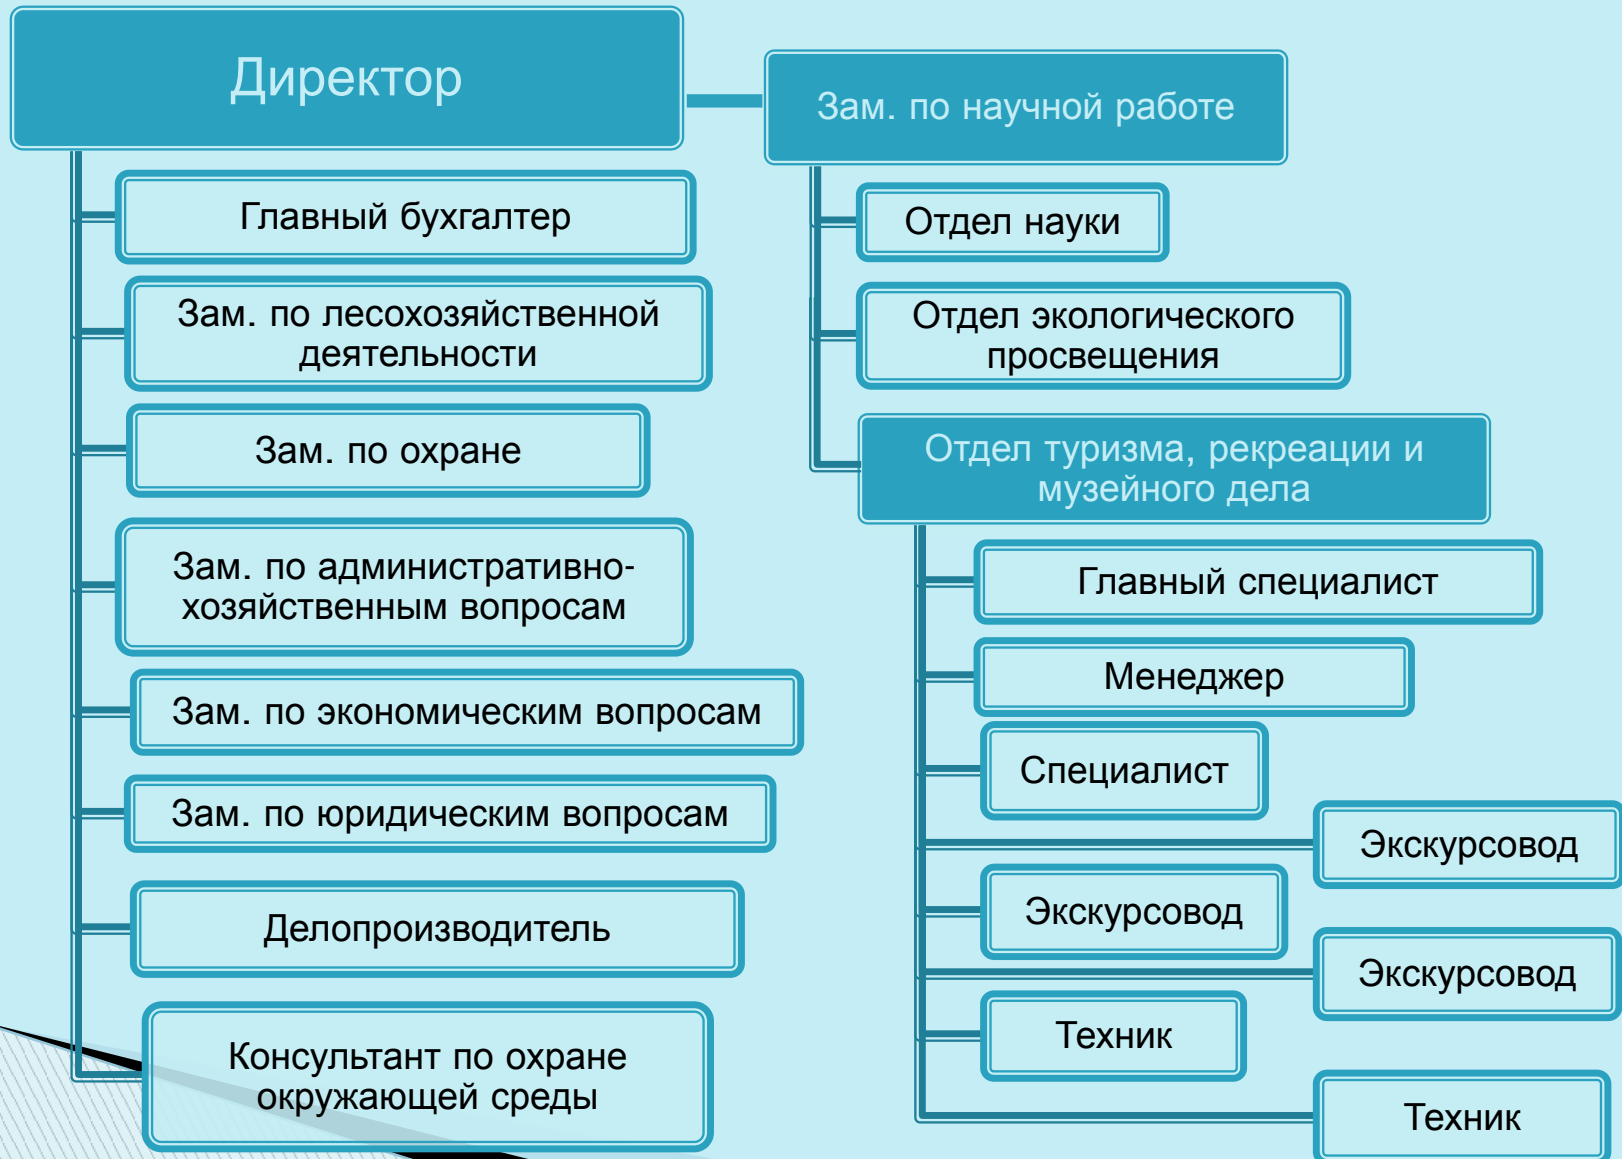 Директор
Главный бухгалтер
Зам. по лесохозяйственной
деятельности
Зам. по охране
Зам. по административно-
хозяйственным вопросам
Зам. по экономическим вопросам
Зам. по юридическим вопросам
Делопроизводитель
Консультант по охране
окружающей среды
Зам. по научной работе
Отдел науки
Отдел экологического
просвещения
Отдел туризма, рекреации и
музейного дела
Главный специалист
Менеджер
Специалист
Экскурсовод
Экскурсовод
Экскурсовод
Техник
Техник